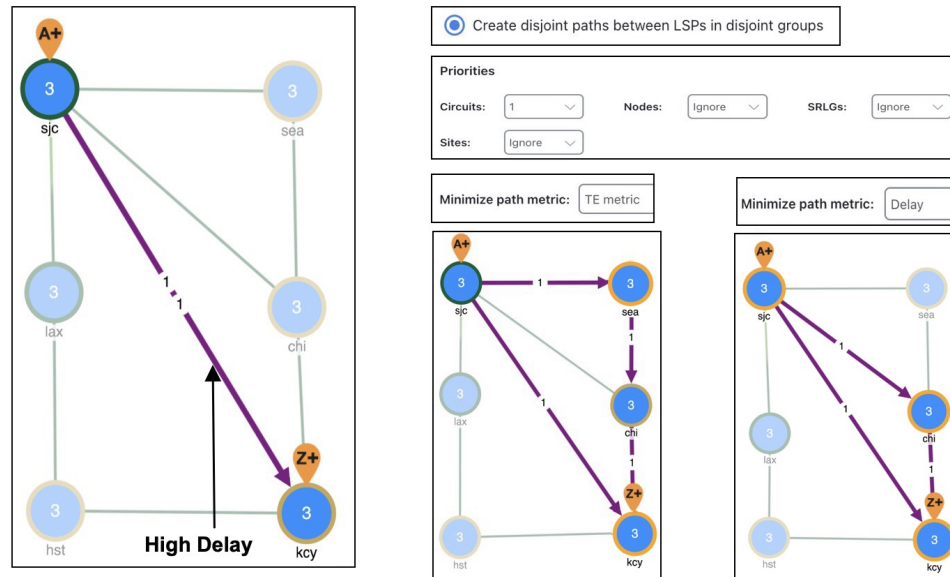 A+
3
sjc
3
sea
1
1
3
lax
3
chi
Z+
3
hst
3
kcy
High Delay
Create disjoint paths between LSPs in disjoint groups
Priorities
Circuits: 1 Nodes: Ignore SRLGs: Ignore
Sites: Ignore
Minimize path metric: TE metric
A+
3
sjc
1
3
sea
1
3
lax
1
3
chi
1
Z+
3
hst
3
kcy
Minimize path metric: Delay
A+
3
sjc
3
sea
1
1
3
lax
3
chi
1
Z+
3
hst
3
kcy